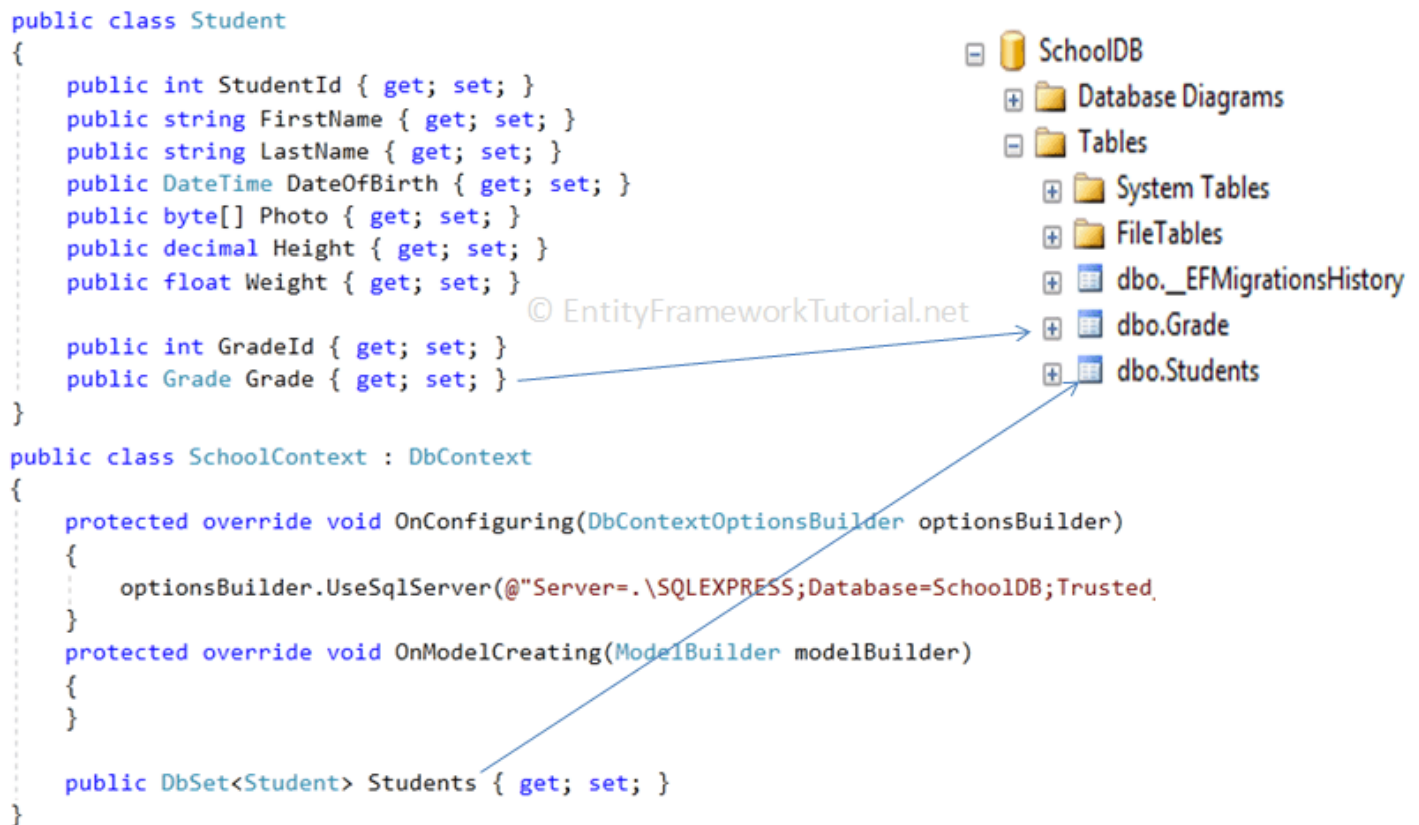 public class Student
{
public int StudentId { get; set; }
public string FirstName { get; set; }
public string LastName { get; set; }
public DateTime DateOfBirth { get; set; }
public byte[] Photo { get; set; }
public decimal Height { get; set; }
public float Weight { get; set; }
© EntityFrameworkTutorial.net
public int GradeId { get; set; }
public Grade Grade { get; set; }
}
public class SchoolContext : DbContext
{
protected override void OnConfiguring(DbContextOptionsBuilder optionsBuilder)
{
optionsBuilder.UseSqlServer(@"Server=.\SQLEXPRESS;Database=SchoolDB;Trusted_
}
protected override void OnModelCreating(ModelBuilder modelBuilder)
{
}
public DbSet<Student> Students { get; set; }
}
SchoolDB
Database Diagrams
Tables
System Tables
FileTables
dbo.__EFMigrationsHistory
dbo.Grade
dbo.Students